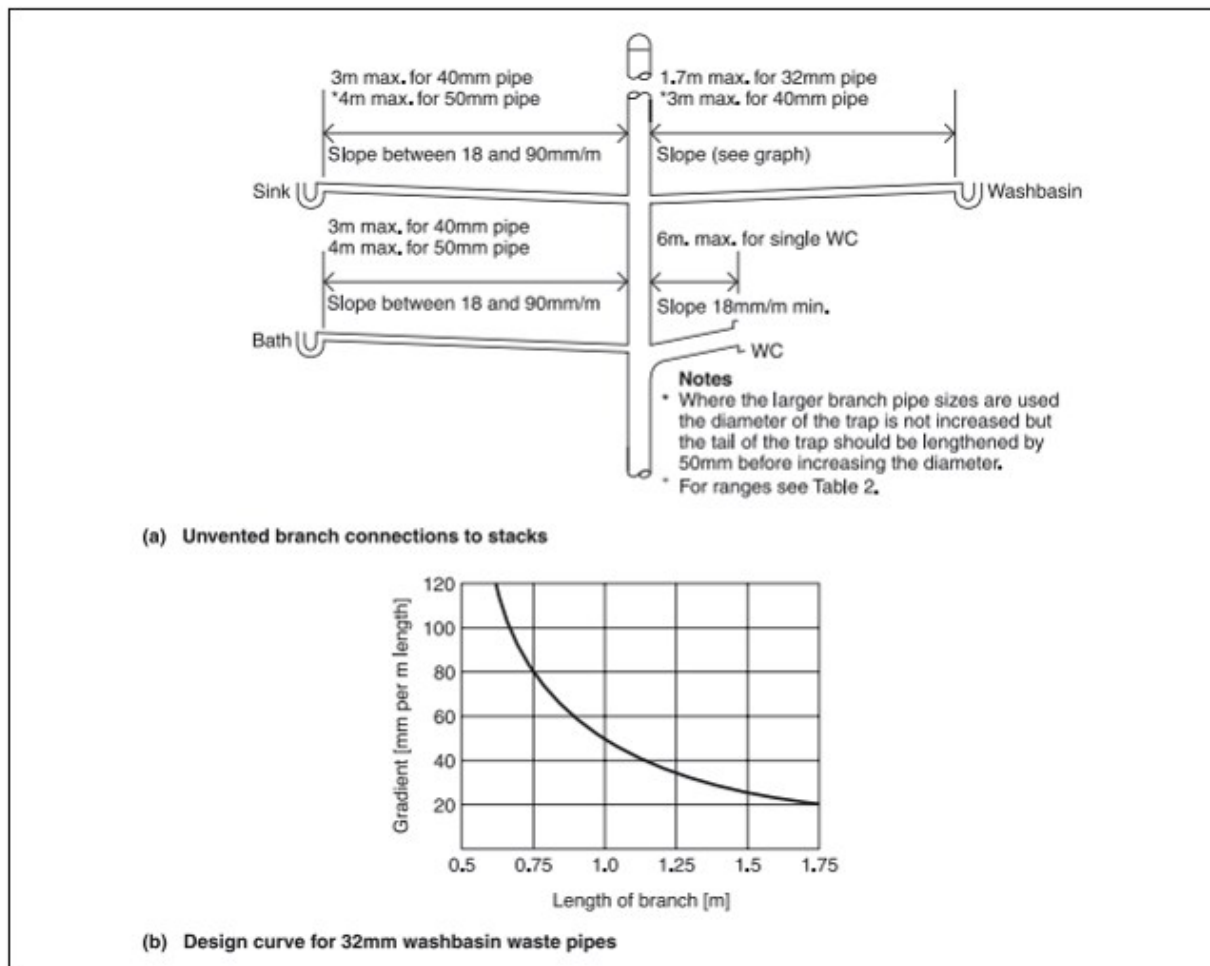 3m max. for 40mm pipe
*4m max. for 50mm pipe
1.7m max. for 32mm pipe
*3m max. for 40mm pipe
Slope between 18 and 90mm/m
Slope (see graph)
Sink
Washbasin
3m max. for 40mm pipe
4m max. for 50mm pipe
6m. max. for single WC
Slope between 18 and 90mm/m
Slope 18mm/m min.
Bath
WC
Notes
* Where the larger branch pipe sizes are used
the diameter of the trap is not increased but
the tail of the trap should be lengthened by
50mm before increasing the diameter.
+ For ranges see Table 2.
(a) Unvented branch connections to stacks
120
100
80
60
40
20
Gradient [mm per m length]
0.5 0.75 1.0 1.25 1.5 1.75
Length of branch [m]
(b) Design curve for 32mm washbasin waste pipes